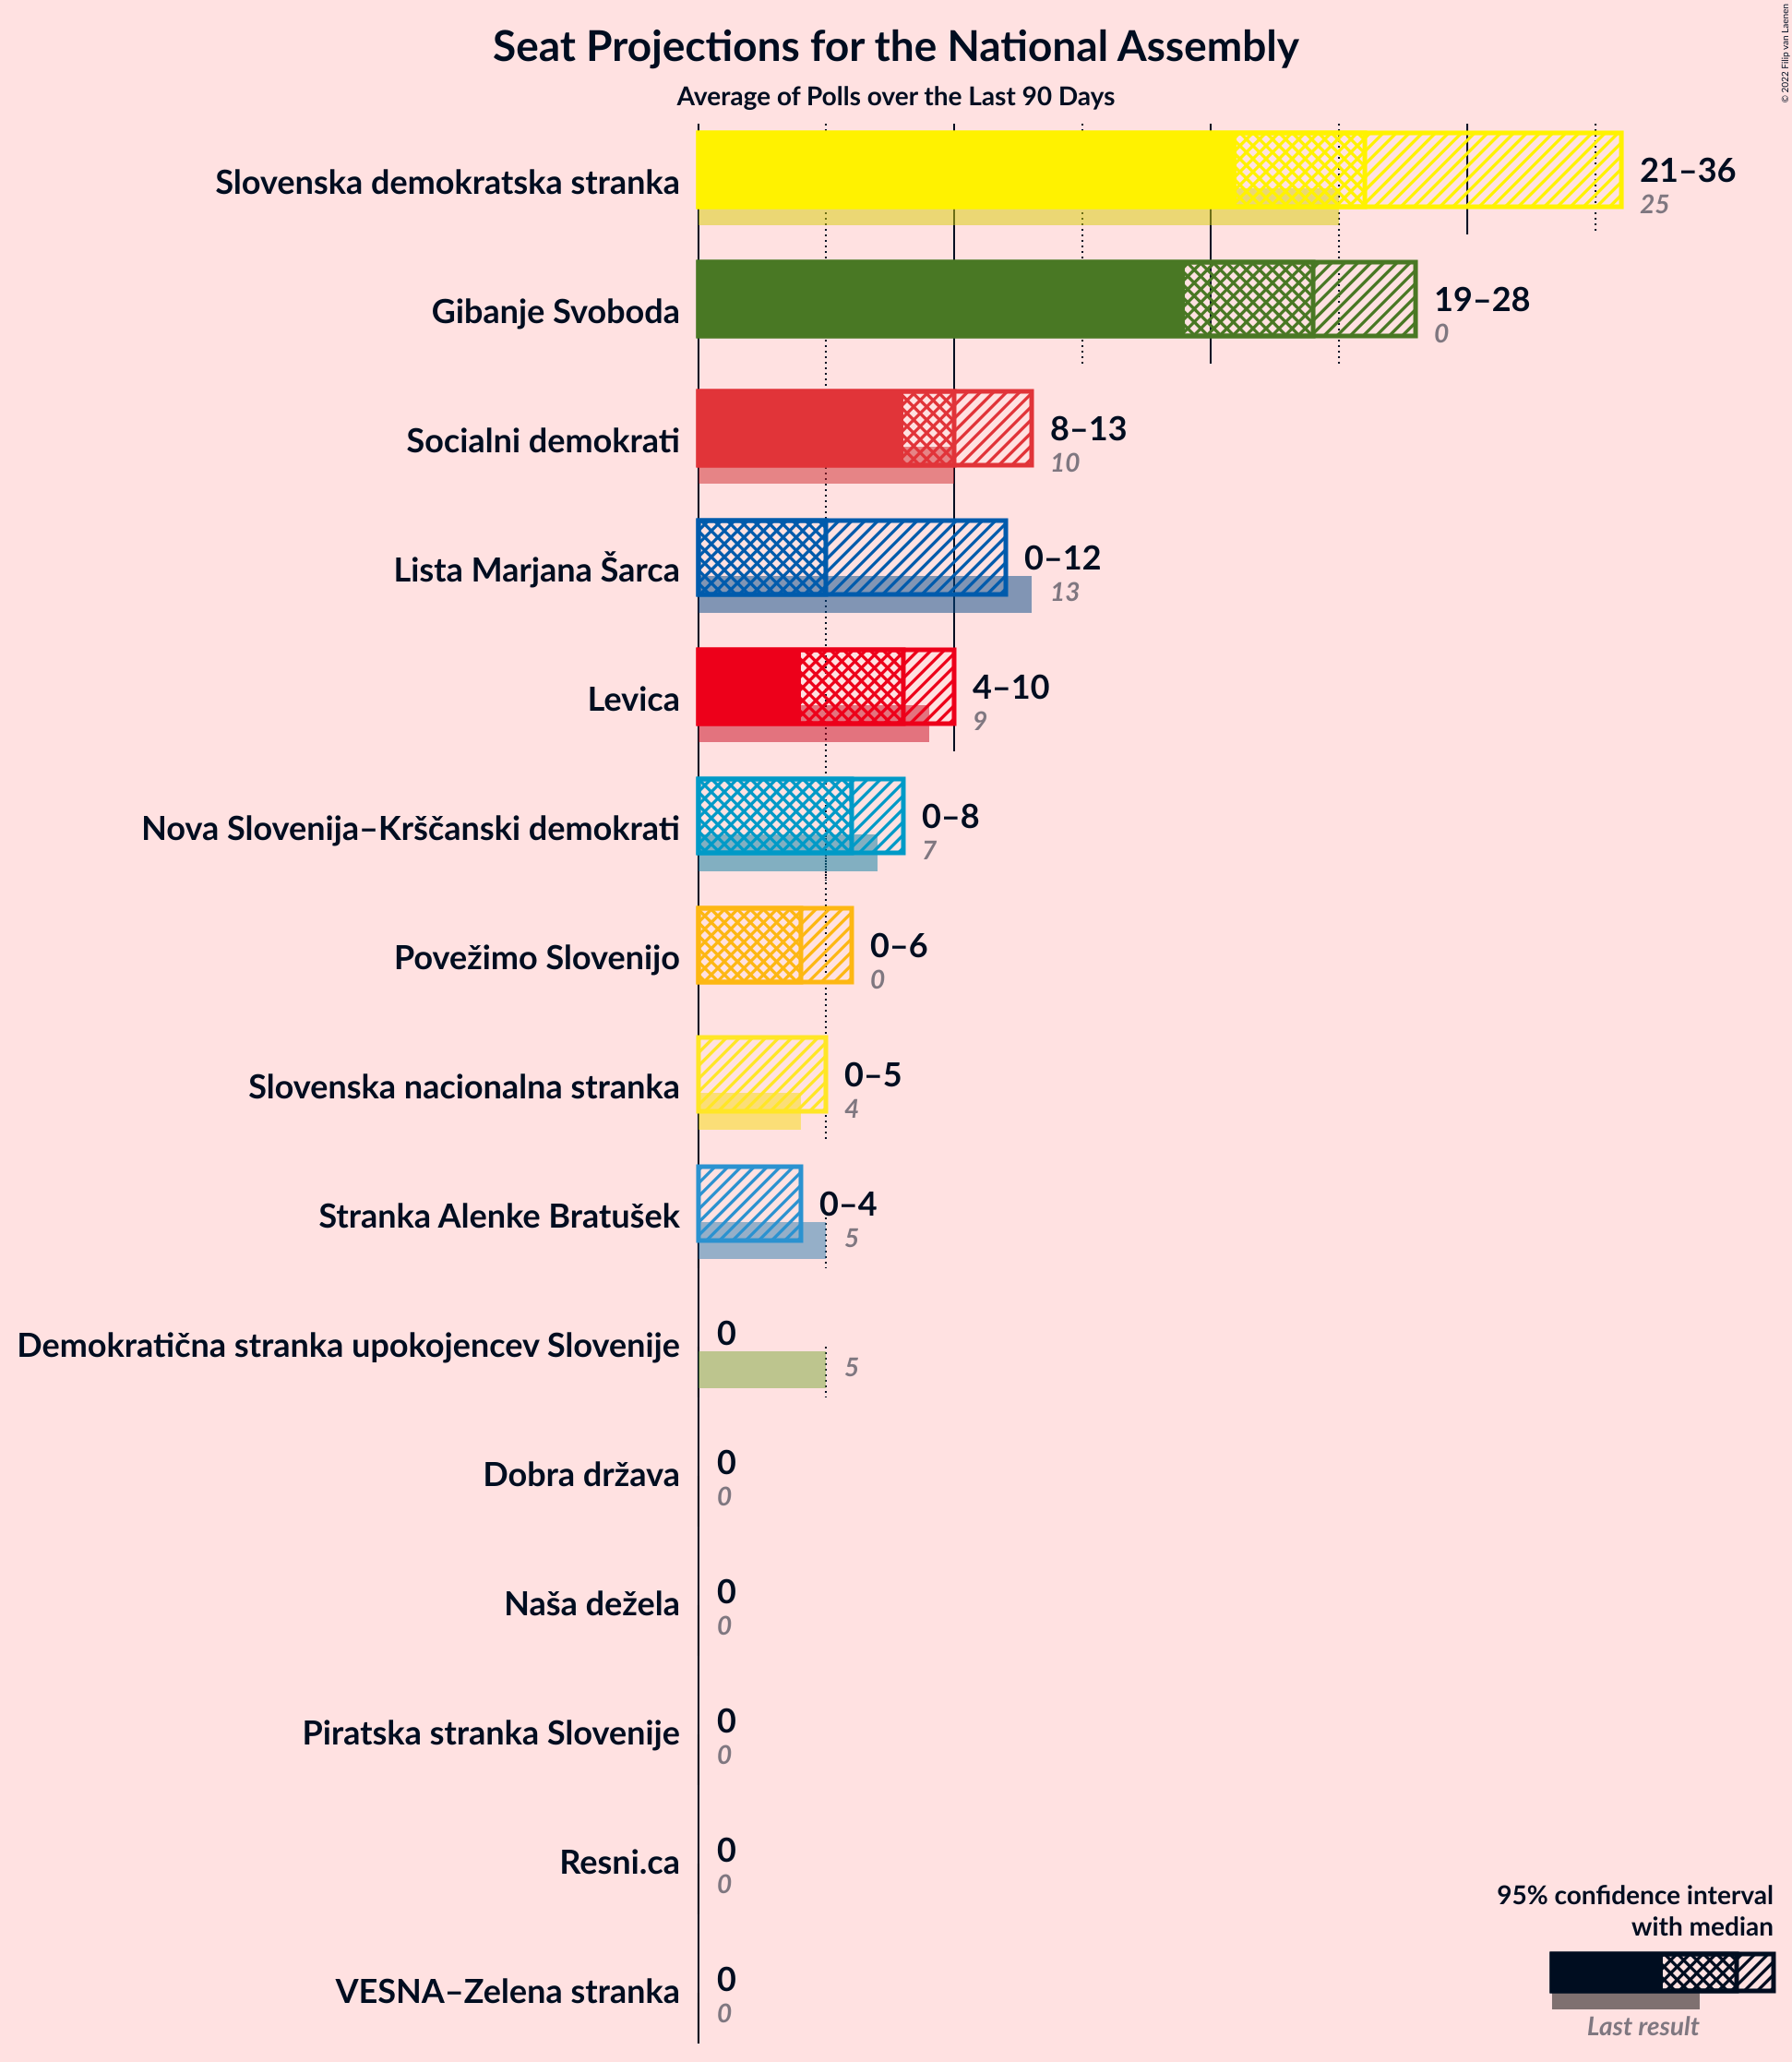 Seat Projections for the National Assembly
Average of Polls over the Last 90 Days
© 2022 Filip van Laenen
Slovenska demokratska stranka
21–36
25
Gibanje Svoboda
19–28
0
Socialni demokrati
8–13
10
Lista Marjana Šarca
0–12
13
Levica
4–10
9
Nova Slovenija–Krščanski demokrati
0–8
7
Povežimo Slovenijo
0–6
0
Slovenska nacionalna stranka
0–5
4
Stranka Alenke Bratušek
0–4
5
Demokratična stranka upokojencev Slovenije
0
5
Dobra država
0
0
Naša dežela
0
0
Piratska stranka Slovenije
0
0
Resni.ca
0
0
VESNA–Zelena stranka
0
0
95% confidence interval
with median
Last result